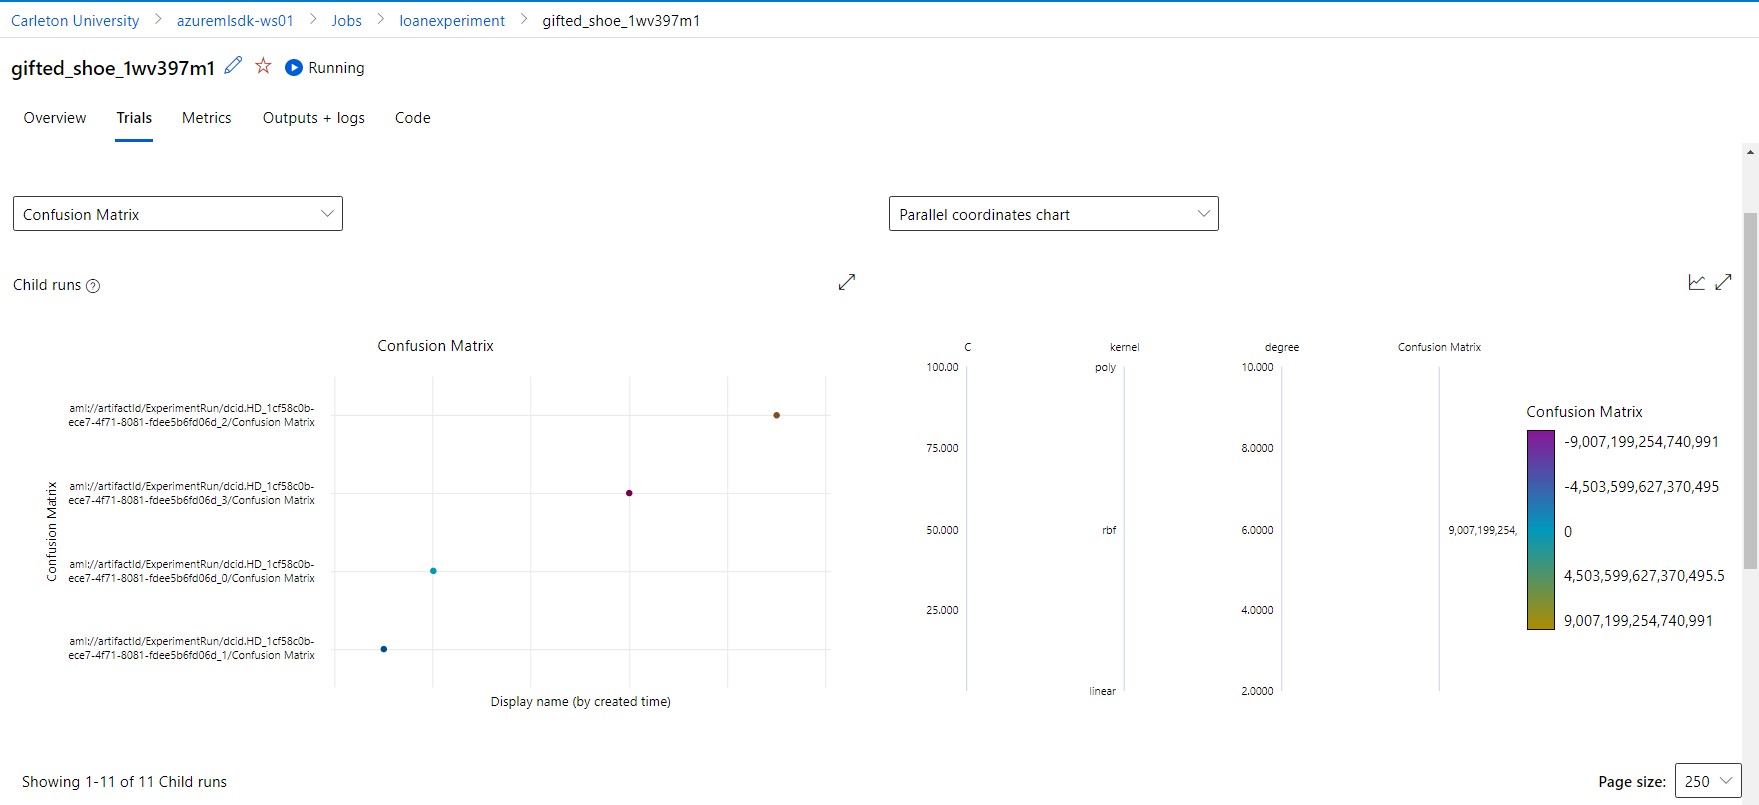 Carleton University > azuremlsdk-ws01 > Jobs > loanexperiment > gifted_shoe_1wv397m1
gifted_shoe_1wv397m1 Running
Overview Trials Metrics Outputs + logs Code
Confusion Matrix
Parallel coordinates chart
Child runs ?
Confusion Matrix
Confusion Matrix
aml://artifactId/ExperimentRun/dcid.HD_1cf58c0b-
ece7-4f71-8081-fdee5b6fd06d_2/Confusion Matrix
aml://artifactId/ExperimentRun/dcid.HD_1cf58c0b-
ece7-4f71-8081-fdee5b6fd06d_3/Confusion Matrix
aml://artifactId/ExperimentRun/dcid.HD_1cf58c0b-
ece7-4f71-8081-fdee5b6fd06d_0/Confusion Matrix
aml://artifactId/ExperimentRun/dcid.HD_1cf58c0b-
ece7-4f71-8081-fdee5b6fd06d_1/Confusion Matrix
Display name (by created time)
C
100.00
75.000
50.000
25.000
kernel
poly
rbf
linear
degree
10.000
8.0000
6.0000
4.0000
2.0000
Confusion Matrix
9,007,199,254,
Confusion Matrix
-9,007,199,254,740,991
-4,503,599,627,370,495
0
4,503,599,627,370,495.5
9,007,199,254,740,991
Showing 1-11 of 11 Child runs
Page size: 250